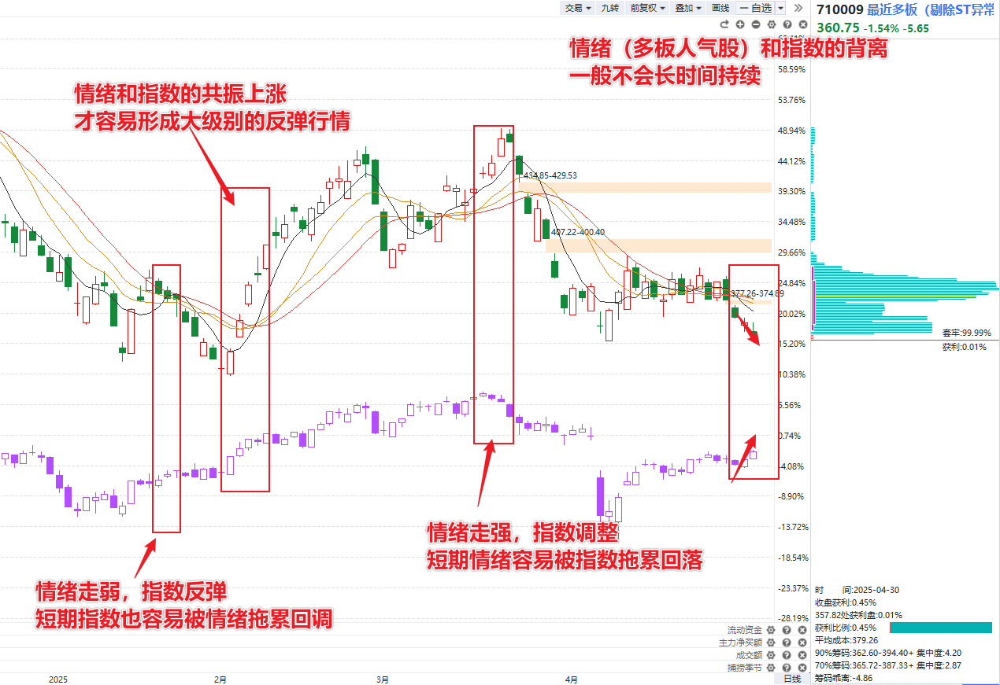 交易 九转 前复权 叠加 画线 一 自选
710009 最近多板（剔除ST异常
360.75 -1.54% -5.65
情绪（多板人气股）和指数的背离
一般不会长时间持续
情绪和指数的共振上涨
才容易形成大级别的反弹行情
58.59%
53.76%
48.94%
44.12%
39.30%
34.48%
29.66%
24.84%
20.02%
15.20%
10.38%
5.56%
0.74%
4.08%
-8.90%
-13.72%
-18.54%
-23.37%
-28.19%
434.85-429.53
407.22-400.40
377.26-374.89
套牢:99.99%
获利:0.01%
情绪走强，指数调整
短期情绪容易被指数拖累回落
情绪走弱，指数反弹
短期指数也容易被情绪拖累回调
时 间:2025-04-30
收盘获利:0.45%
357.82处获利盘:0.01%
获利比例:0.45%
平均成本:379.26
90%筹码:362.60-394.40+ 集中度:4.20
70%筹码:365.72-387.33+ 集中度:2.87
筹码乖离:-4.86
流动资金
主力净买额
成交额
捕捞季节
2025 2月 3月 4月 日线